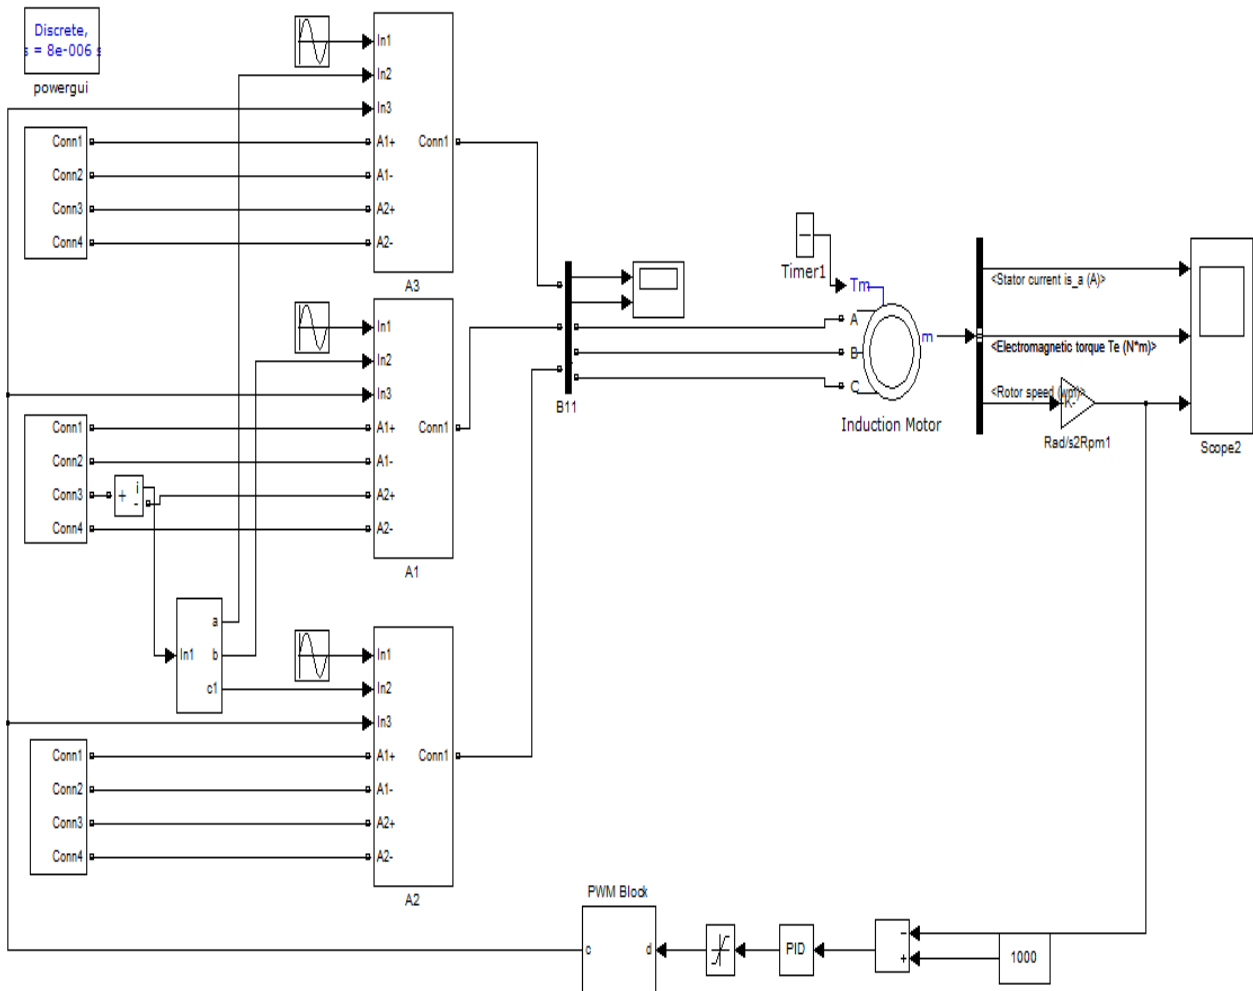 Discrete,
s = 8e-006 s
powergui
In1
In2
In3
Conn1
A1+
Conn1
Conn2
A1-
Conn3
A2+
Conn4
A2-
A3
Timer1
Tm
<Stator current is_a (A)>
In1
A
m
In2
B
<Electromagnetic torque Te (N*m)>
In3
C
<Rotor speed (wm)>
K-
B11
Induction Motor
Rad/s2Rpm1
Scope2
Conn1
A1+
Conn1
Conn2
A1-
Conn3
+
i
-
A2+
Conn4
A2-
A1
a
In1
b
In1
c1
In2
In3
Conn1
A1+
Conn1
Conn2
A1-
Conn3
A2+
Conn4
A2-
A2
PWM Block
c
d
PID
-
+
1000